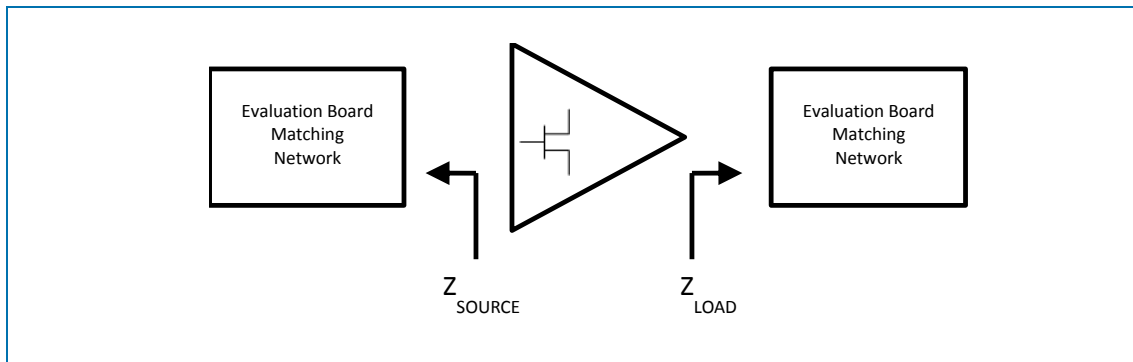 Evaluation Board
Matching
Network
Evaluation Board
Matching
Network
Z
SOURCE
Z
LOAD